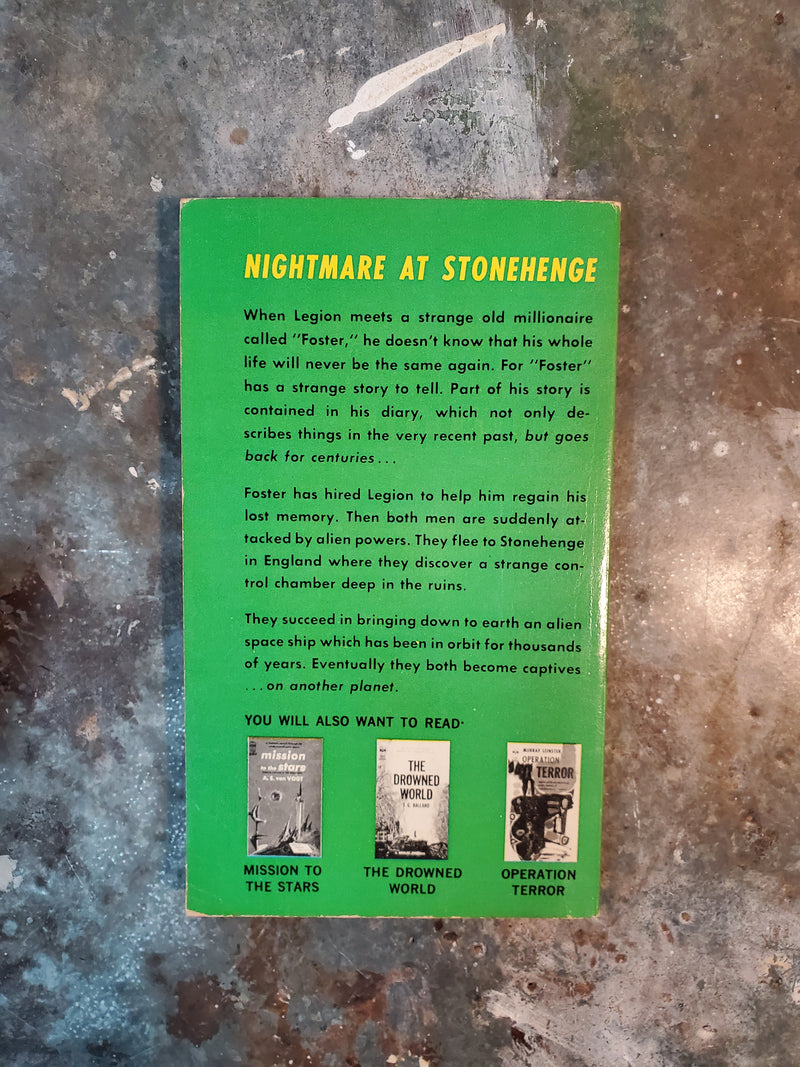 NIGHTMARE AT STONEHENGE
When Legion meets a strange old millionaire
called "Foster," he doesn't know that his whole
life will never be the same again. For "Foster"
has a strange story to tell. Part of his story is
contained in his diary, which not only de-
scribes things in the very recent past, but goes
back for centuries...
Foster has hired Legion to help him regain his
lost memory. Then both men are suddenly at-
tacked by alien powers. They flee to Stonehenge
in England where they discover a strange con-
trol chamber deep in the ruins.
They succeed in bringing down to earth an alien
space ship which has been in orbit for thousands
of years. Eventually they both become captives
...on another planet.
YOU WILL ALSO WANT TO READ·
mission
to the stars
A. E. van VOGT
THE
DROWNED
WORLD
J. G. BALLARD
MURRAY LEINSTER
OPERATION
TERROR
MISSION TO
THE STARS
THE DROWNED
WORLD
OPERATION
TERROR